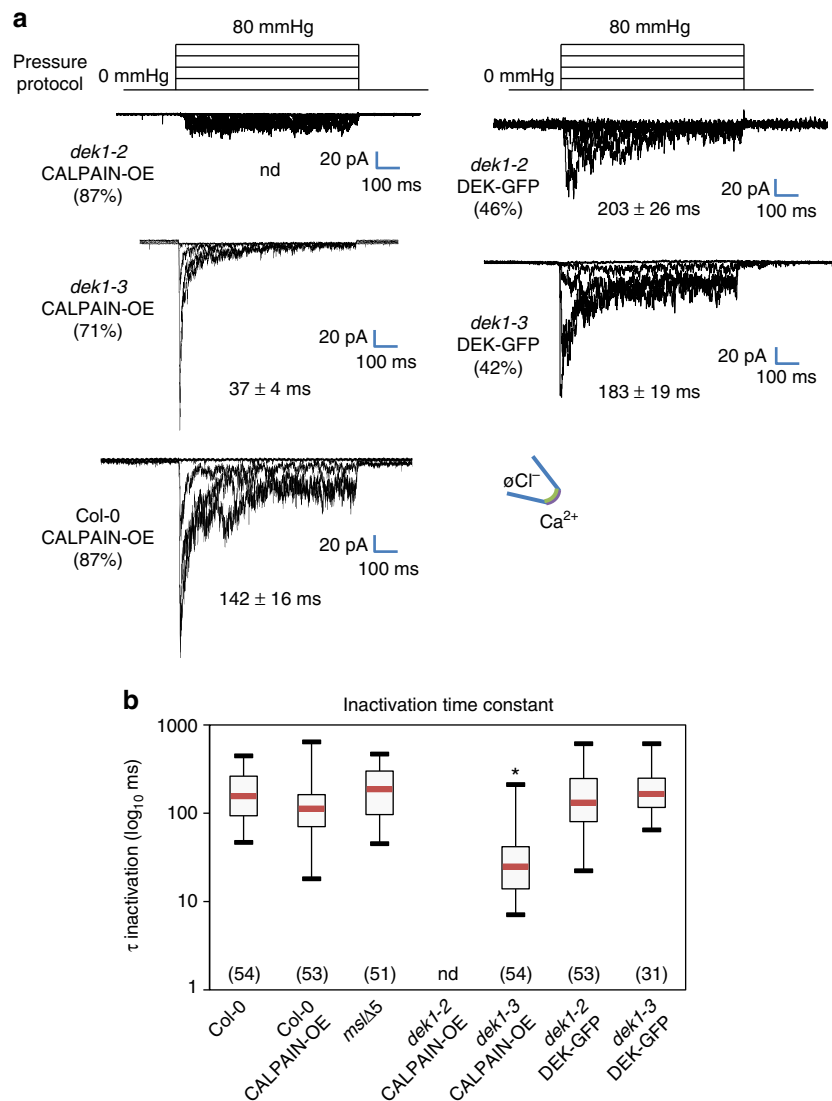 a
80 mmHg
Pressure
protocol
0 mmHg
dek1-2
CALPAIN-OE
(87%)
nd
20 pA
100 ms
dek1-3
CALPAIN-OE
(71%)
20 pA
100 ms
37 ± 4 ms
Col-0
CALPAIN-OE
(87%)
20 pA
100 ms
142 ± 16 ms
80 mmHg
0 mmHg
dek1-2
DEK-GFP
(46%)
20 pA
100 ms
203 ± 26 ms
dek1-3
DEK-GFP
(42%)
20 pA
100 ms
183 ± 19 ms
øCl⁻
Ca²⁺
b
Inactivation time constant
τ inactivation (log₁₀ ms)
1000
100
10
1
*
(54)
(53)
(51)
nd
(54)
(53)
(31)
Col-0
Col-0
CALPAIN-OE
mslΔ5
dek1-2
CALPAIN-OE
dek1-3
CALPAIN-OE
dek1-2
DEK-GFP
dek1-3
DEK-GFP